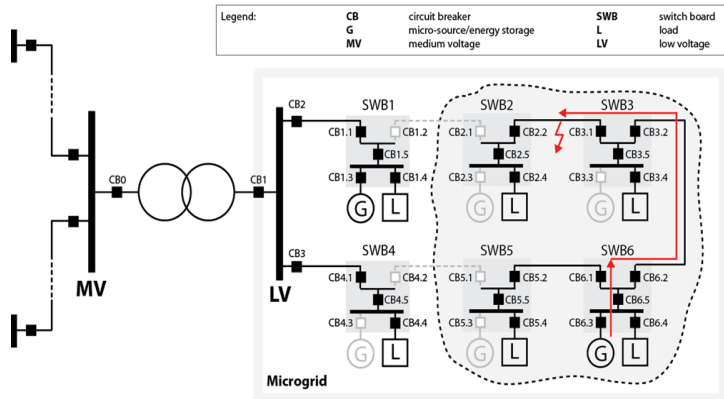 Legend: CB circuit breaker SWB switch board
G micro-source/energy storage L load
MV medium voltage LV low voltage
CB2 SWB1 SWB2 SWB3
CB1.1 CB1.2 CB2.1 CB2.2 CB3.1 CB3.2
CB1.5 CB2.5 CB3.5
CB1.3 CB1.4 CB2.3 CB2.4 CB3.3 CB3.4
CB0 CB1
G L G L G L
SWB4 SWB5 SWB6
CB3
CB4.1 CB4.2 CB5.1 CB5.2 CB6.1 CB6.2
MV LV
CB4.5 CB5.5 CB6.5
CB4.3 CB4.4 CB5.3 CB5.4 CB6.3 CB6.4
G L G L G L
Microgrid